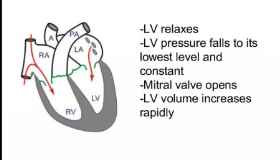 A
PA
RA
LA
LV
RV
-LV relaxes
-LV pressure falls to its
lowest level and
constant
-Mitral valve opens
-LV volume increases
rapidly